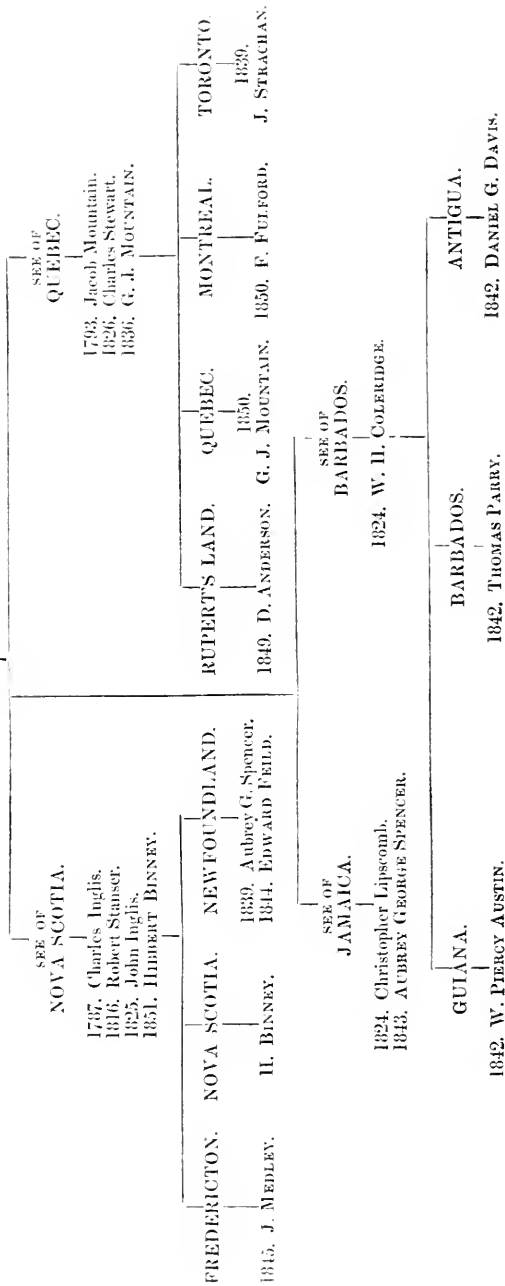 SEE OF
NOVA SCOTIA.
1787. Charles Inglis.
1816. Robert Stanser.
1825. John Inglis.
1851. HIBBERT BINNEY.
FREDERICTON.
1845. J. MEDLEY.
NOVA SCOTIA.
H. BINNEY.
NEWFOUNDLAND.
1839. Aubrey G. Spencer.
1844. EDWARD FEILD.
SEE OF
QUEBEC.
1793. Jacob Mountain.
1826. Charles Stewart.
1836. G. J. MOUNTAIN.
RUPERT'S LAND.
1849. D. ANDERSON.
QUEBEC.
1850.
G. J. MOUNTAIN.
MONTREAL.
1850. F. FULFORD.
TORONTO.
1839.
J. STRACHAN.
SEE OF
JAMAICA.
1824. Christopher Lipscomb.
1843. AUBREY GEORGE SPENCER.
SEE OF
BARBADOS.
1824. W. H. COLERIDGE.
GUIANA.
1842. W. PIERCY AUSTIN.
BARBADOS.
1842. THOMAS PARRY.
ANTIGUA.
1842. DANIEL G. DAVIS.